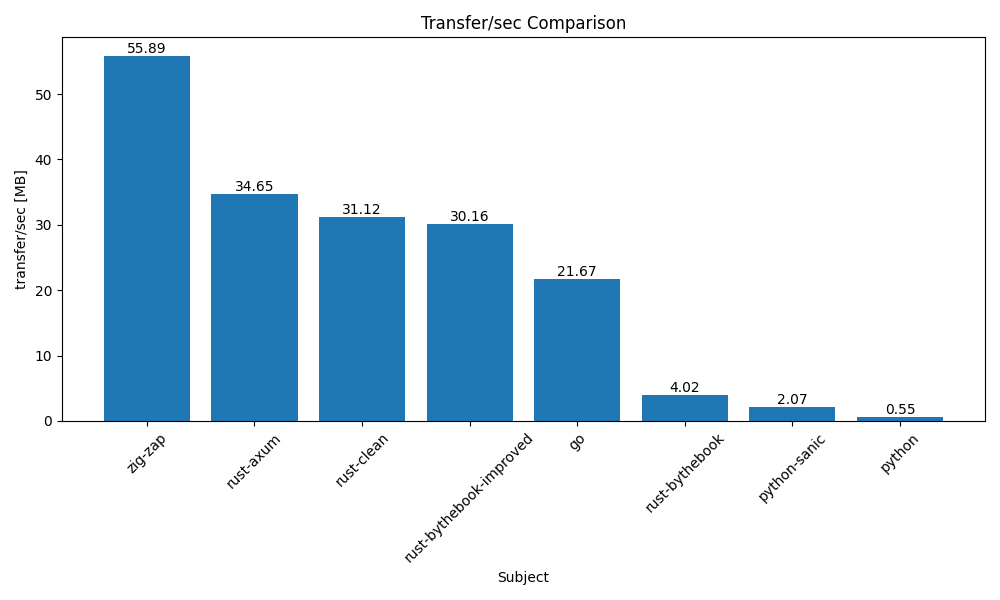 Transfer/sec Comparison
transfer/sec [MB]
50
40
30
20
10
0
55.89
34.65
31.12
30.16
21.67
4.02
2.07
0.55
zig-zap
rust-axum
rust-clean
rust-bythebook-improved
go
rust-bythebook
python-sanic
python
Subject